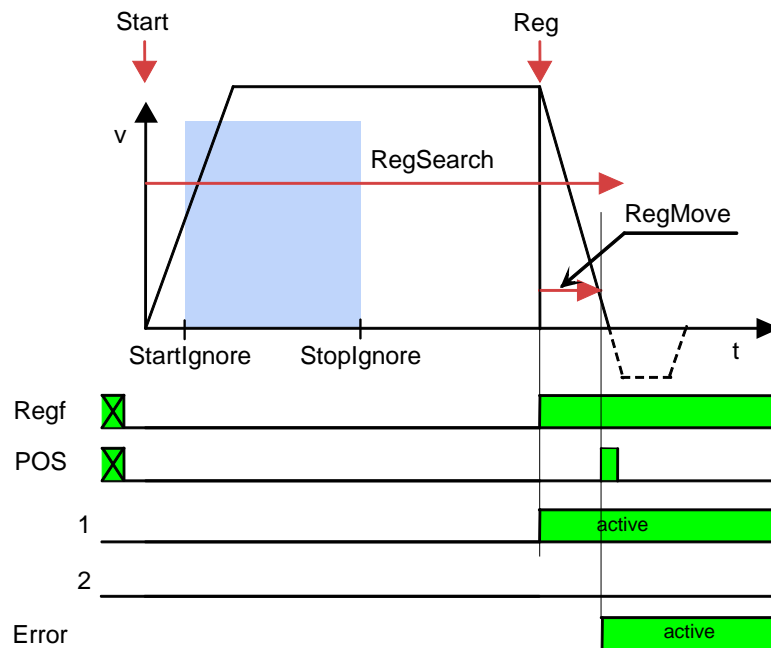 Start
Reg
v
RegSearch
RegMove
StartIgnore
StopIgnore
t
Regf
POS
1
active
2
Error
active